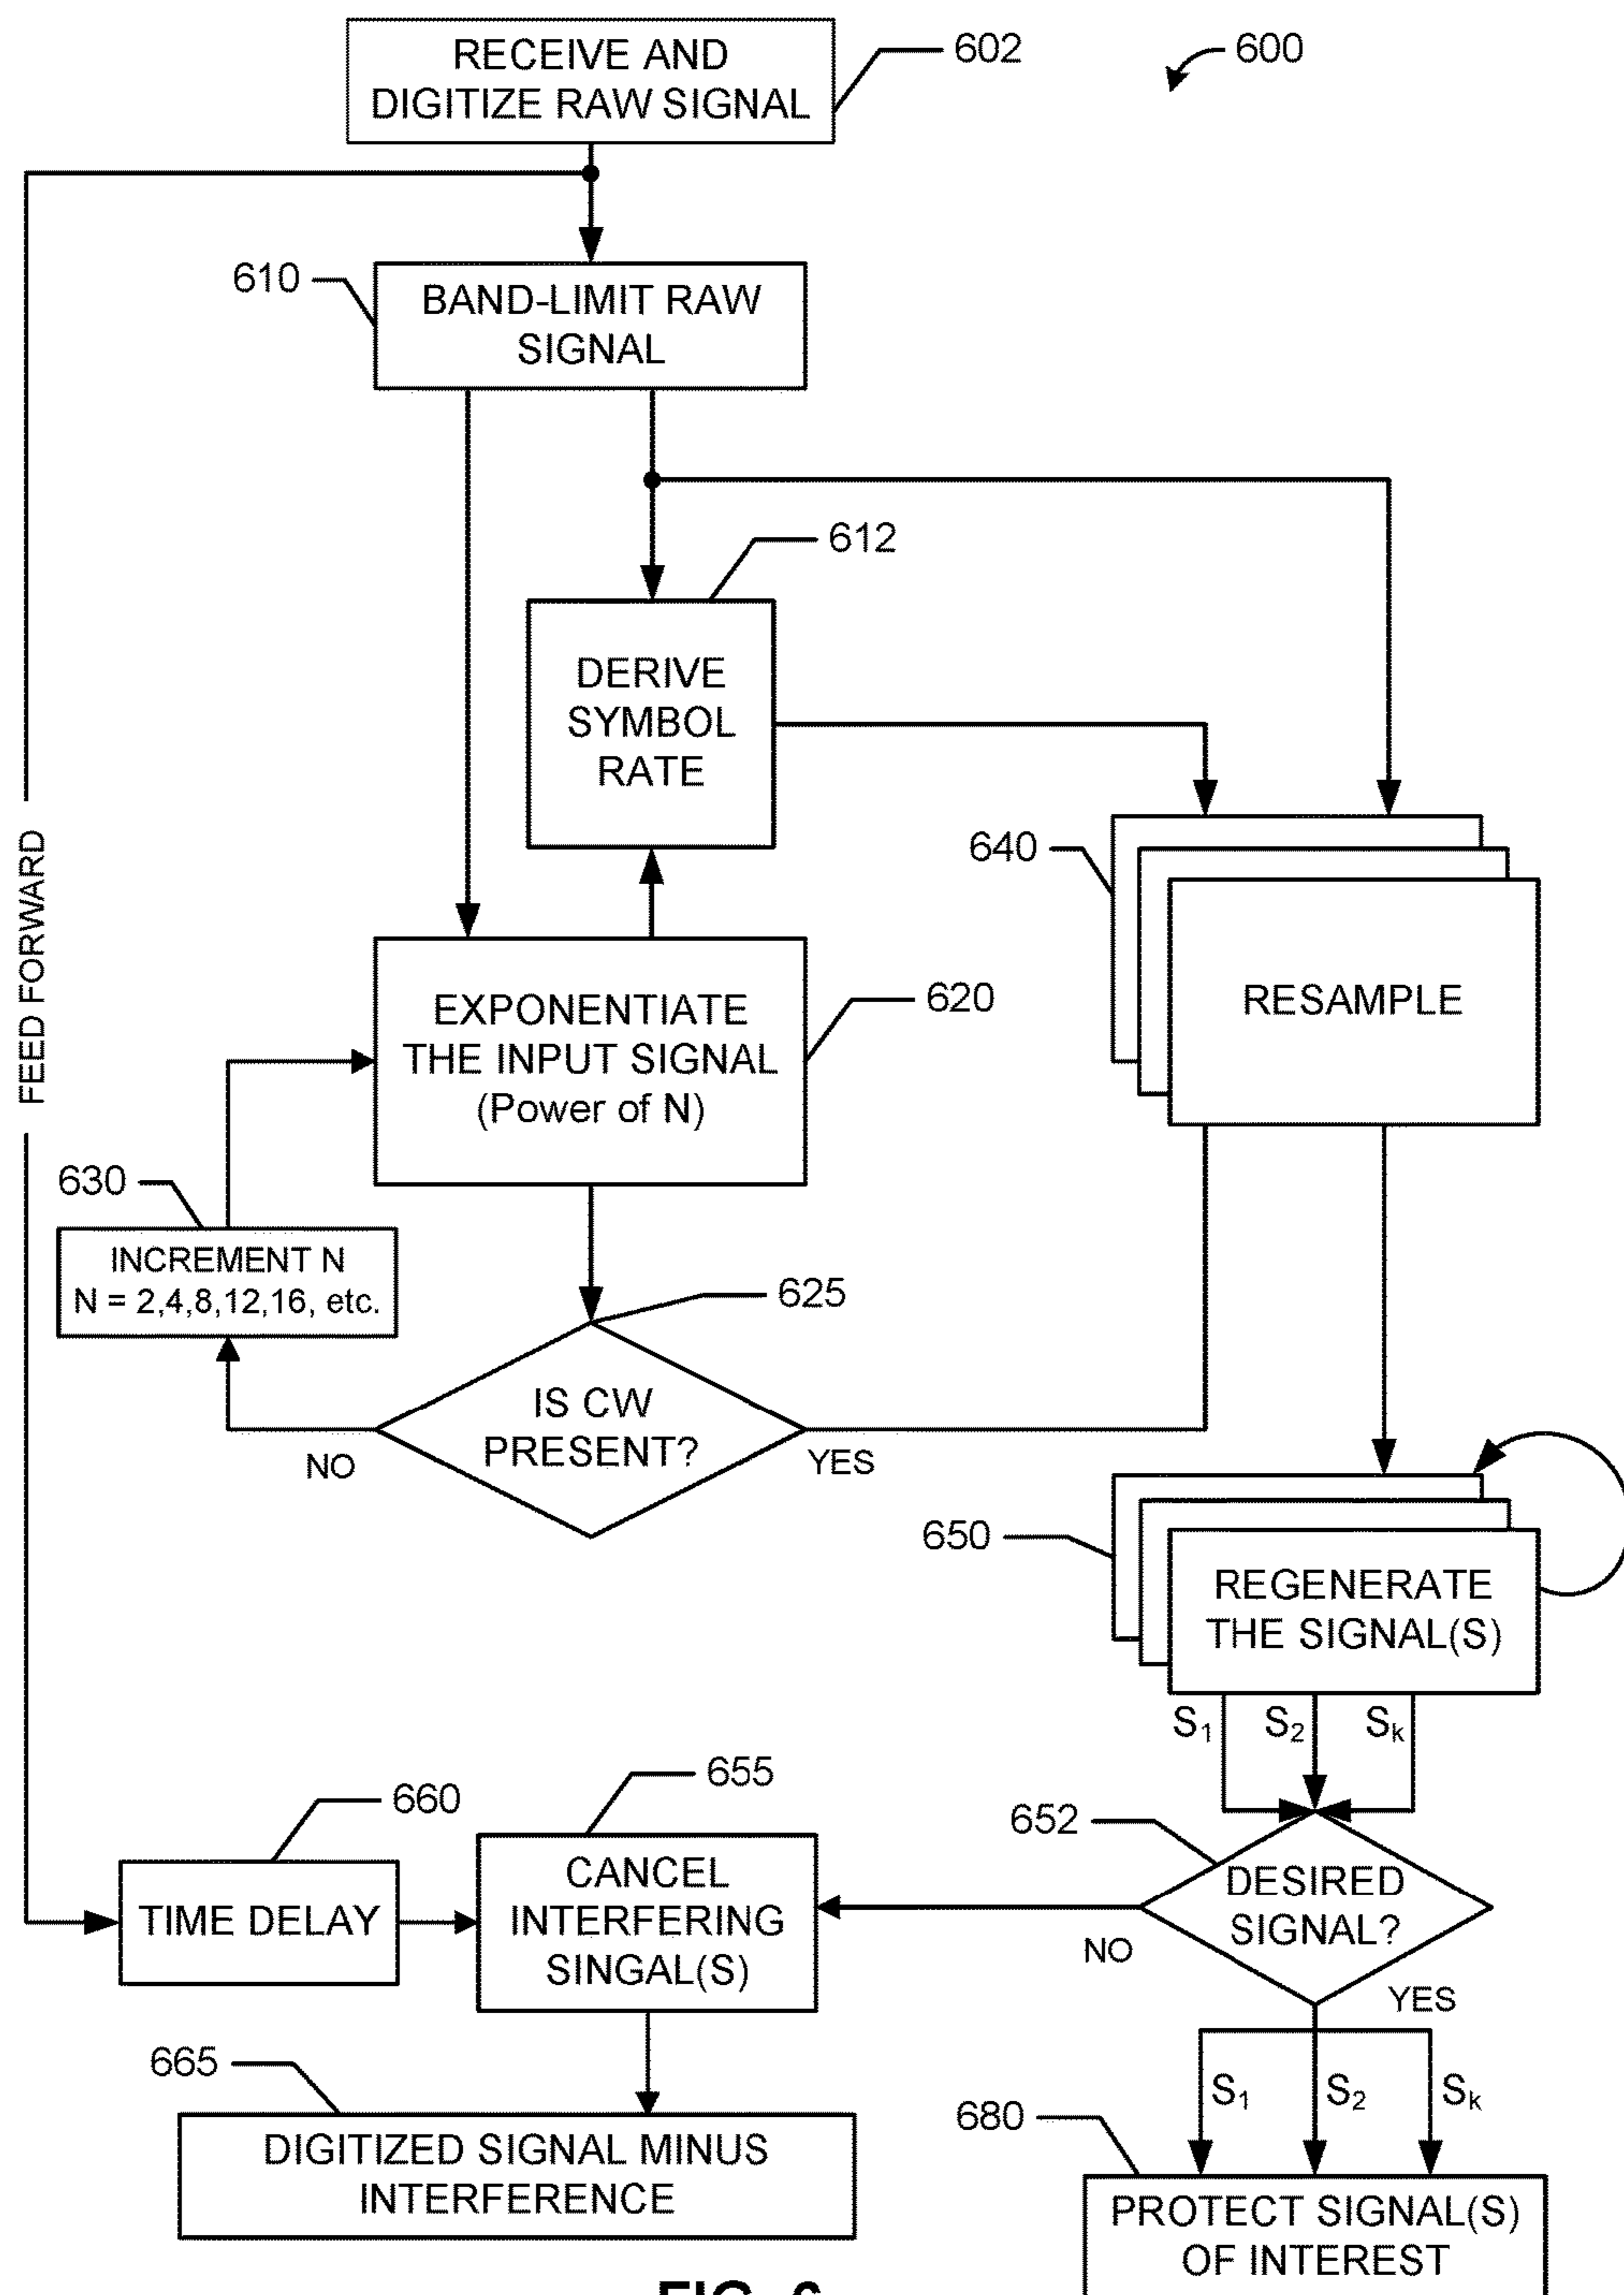 RECEIVE AND
DIGITIZE RAW SIGNAL
602
600
610
BAND-LIMIT RAW
SIGNAL
612
DERIVE
SYMBOL
RATE
FEED FORWARD
640
RESAMPLE
EXPONENTIATE
THE INPUT SIGNAL
(Power of N)
620
630
INCREMENT N
N = 2,4,8,12,16, etc.
625
IS CW
PRESENT?
NO
YES
650
REGENERATE
THE SIGNAL(S)
S1
S2
Sk
655
660
652
TIME DELAY
CANCEL
INTERFERING
SINGAL(S)
DESIRED
SIGNAL?
NO
YES
665
DIGITIZED SIGNAL MINUS
INTERFERENCE
S1
S2
Sk
680
PROTECT SIGNAL(S)
OF INTEREST